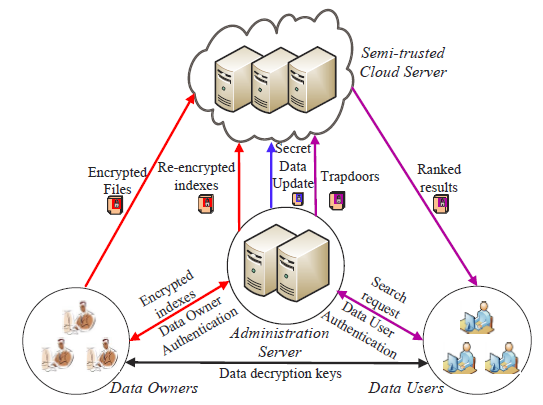 Semi-trusted
Cloud Server
Encrypted
Files
Re-encrypted
indexes
Secret
Data
Update
Trapdoors
Ranked
results
Encrypted
indexes
Data Owner
Authentication
Search
request
Data User
Authentication
Administration
Server
Data decryption keys
Data Owners
Data Users